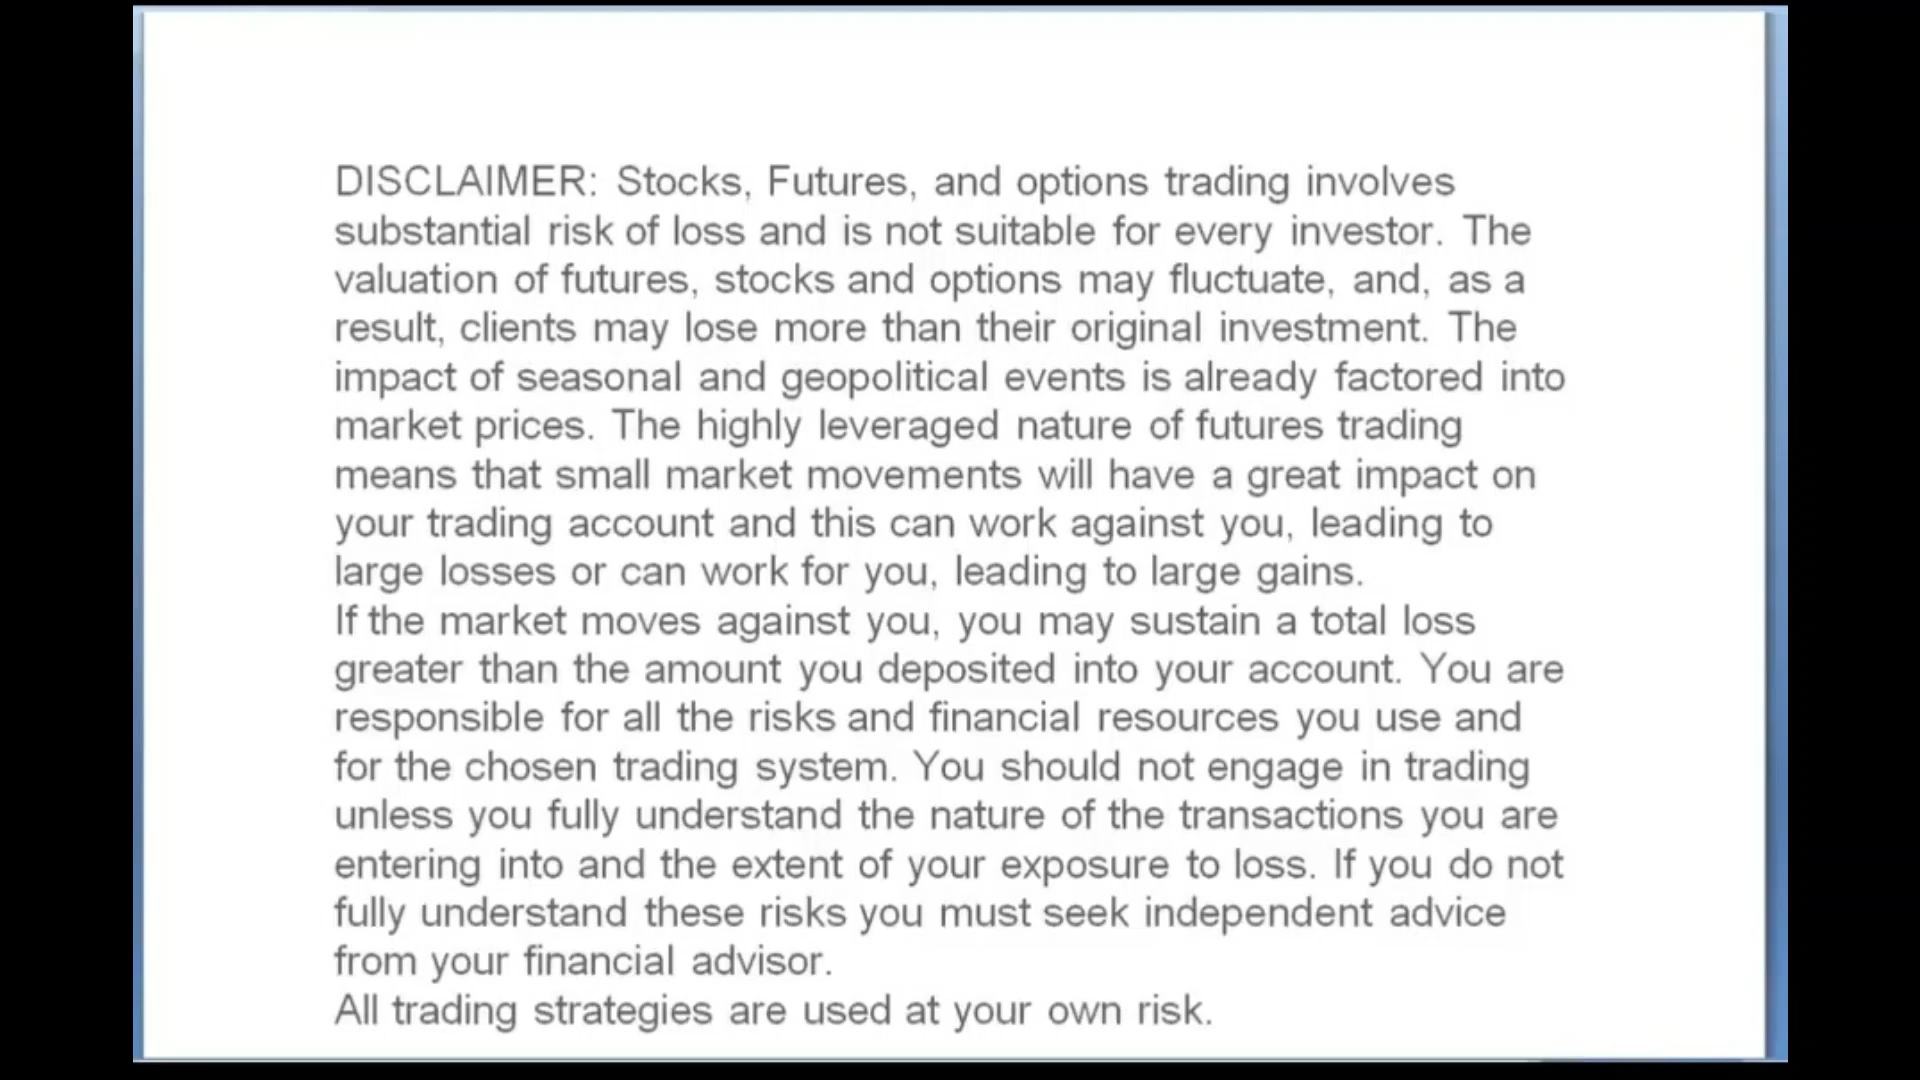 DISCLAIMER: Stocks, Futures, and options trading involves
substantial risk of loss and is not suitable for every investor. The
valuation of futures, stocks and options may fluctuate, and, as a
result, clients may lose more than their original investment. The
impact of seasonal and geopolitical events is already factored into
market prices. The highly leveraged nature of futures trading
means that small market movements will have a great impact on
your trading account and this can work against you, leading to
large losses or can work for you, leading to large gains.
If the market moves against you, you may sustain a total loss
greater than the amount you deposited into your account. You are
responsible for all the risks and financial resources you use and
for the chosen trading system. You should not engage in trading
unless you fully understand the nature of the transactions you are
entering into and the extent of your exposure to loss. If you do not
fully understand these risks you must seek independent advice
from your financial advisor.
All trading strategies are used at your own risk.